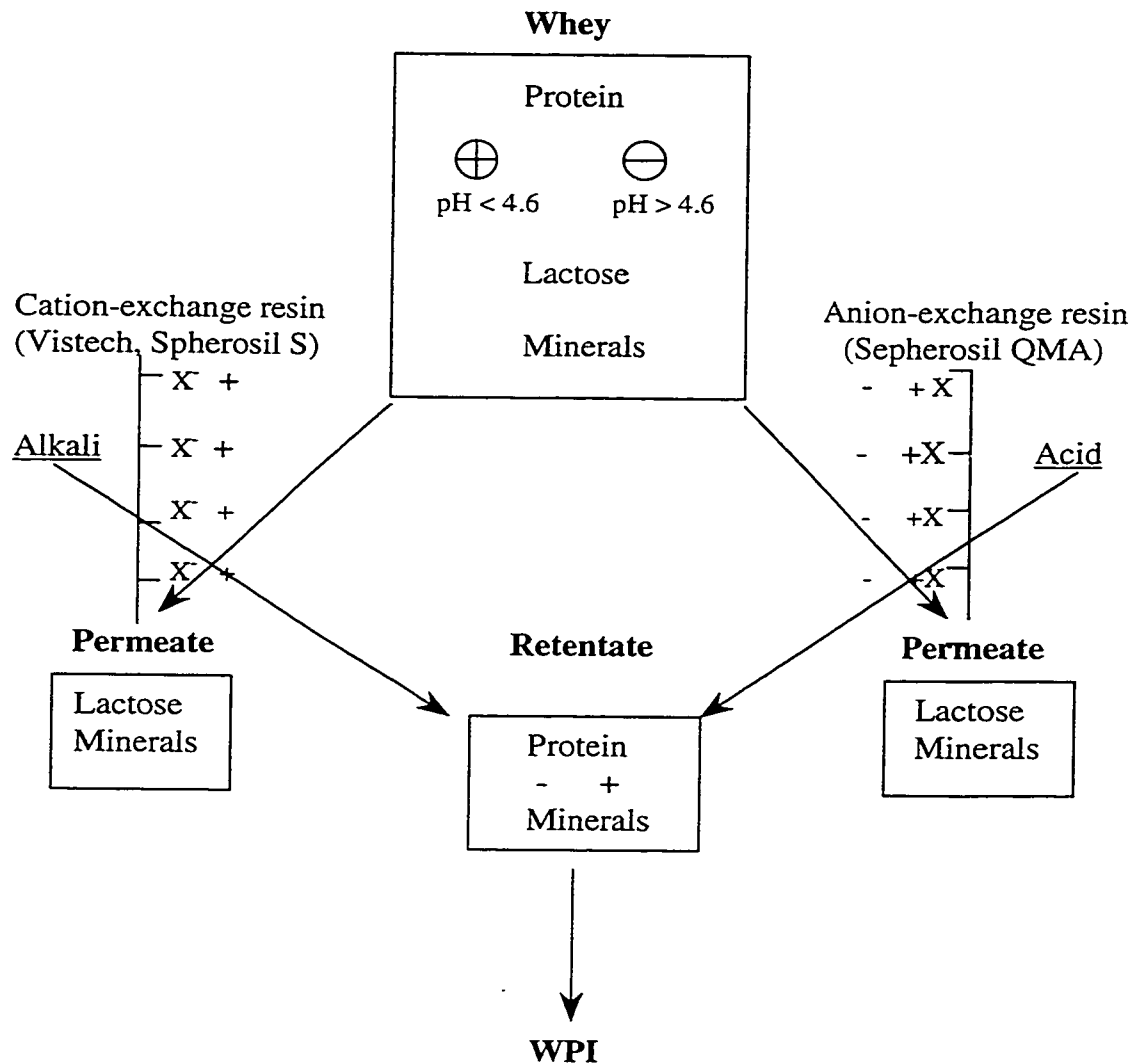 Whey
Protein
⊕ ⊖
pH < 4.6 pH > 4.6
Lactose
Minerals
Cation-exchange resin
(Vistech, Spherosil S)
X⁻ +
X⁻ +
X⁻ +
X⁻ +
Alkali
Anion-exchange resin
(Sepherosil QMA)
- +X
- +X
- +X
- +X
Acid
Permeate
Lactose
Minerals
Retentate
Protein
- +
Minerals
Permeate
Lactose
Minerals
WPI